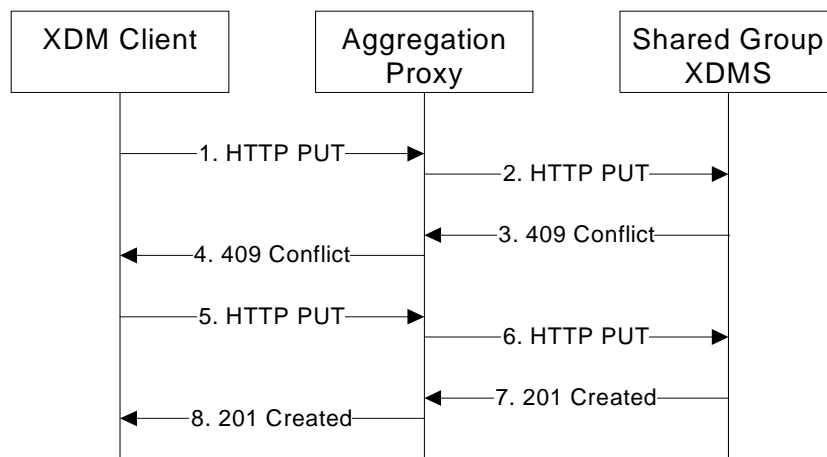 XDM Client
Aggregation
Proxy
Shared Group
XDMS
1. HTTP PUT
2. HTTP PUT
3. 409 Conflict
4. 409 Conflict
5. HTTP PUT
6. HTTP PUT
7. 201 Created
8. 201 Created